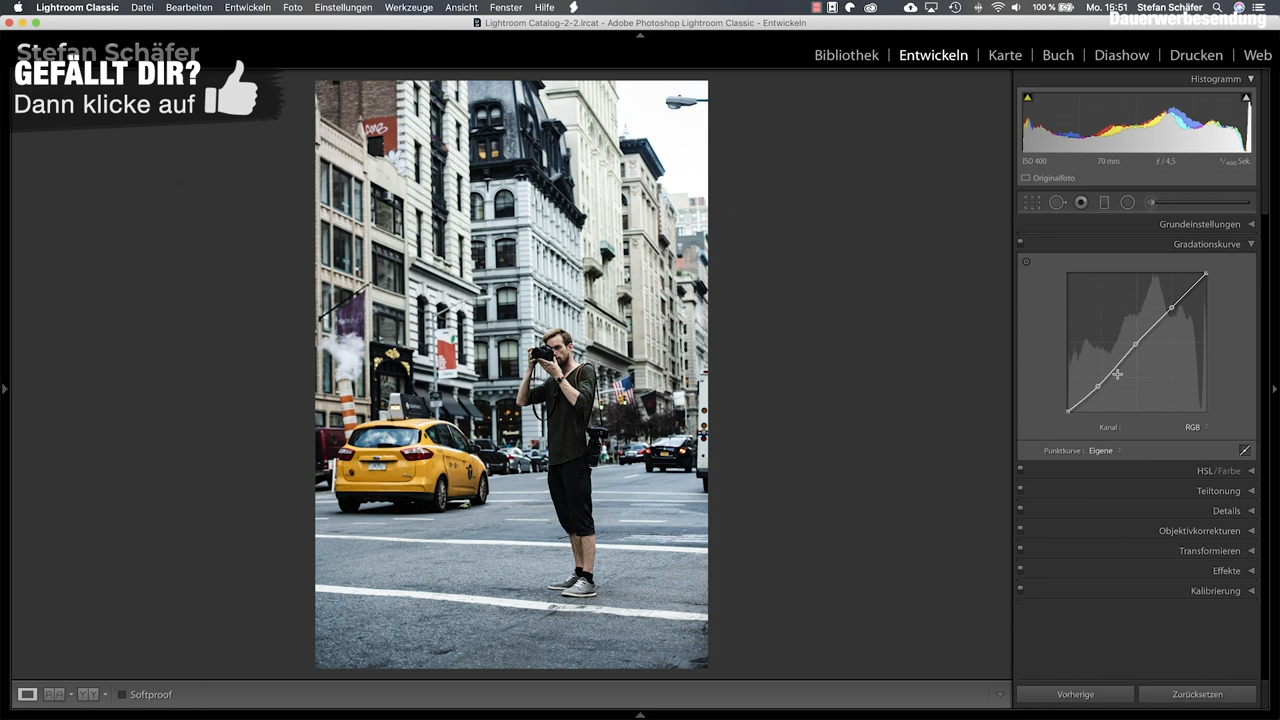 Lightroom Classic Datei Bearbeiten Entwickeln Foto Einstellungen Werkzeuge Ansicht Fenster Hilfe 100 % Mo. 15:51 Stefan Schäfer
Dauerwerbesendung
Lightroom Catalog-2-2.lrcat - Adobe Photoshop Lightroom Classic - Entwickeln
Stefan Schäfer
GEFÄLLT DIR?
Dann klicke auf
Bibliothek | Entwickeln | Karte | Buch | Diashow | Drucken | Web
Histogramm
ISO 400 70 mm ƒ / 4,5 1/400 Sek.
Originalfoto
Grundeinstellungen
Gradationskurve
Kanal : RGB
Punktkurve : Eigene
HSL / Farbe
Teiltonung
Details
Objektivkorrekturen
Transformieren
Effekte
Kalibrierung
R A Y Y Softproof
Vorherige Zurücksetzen